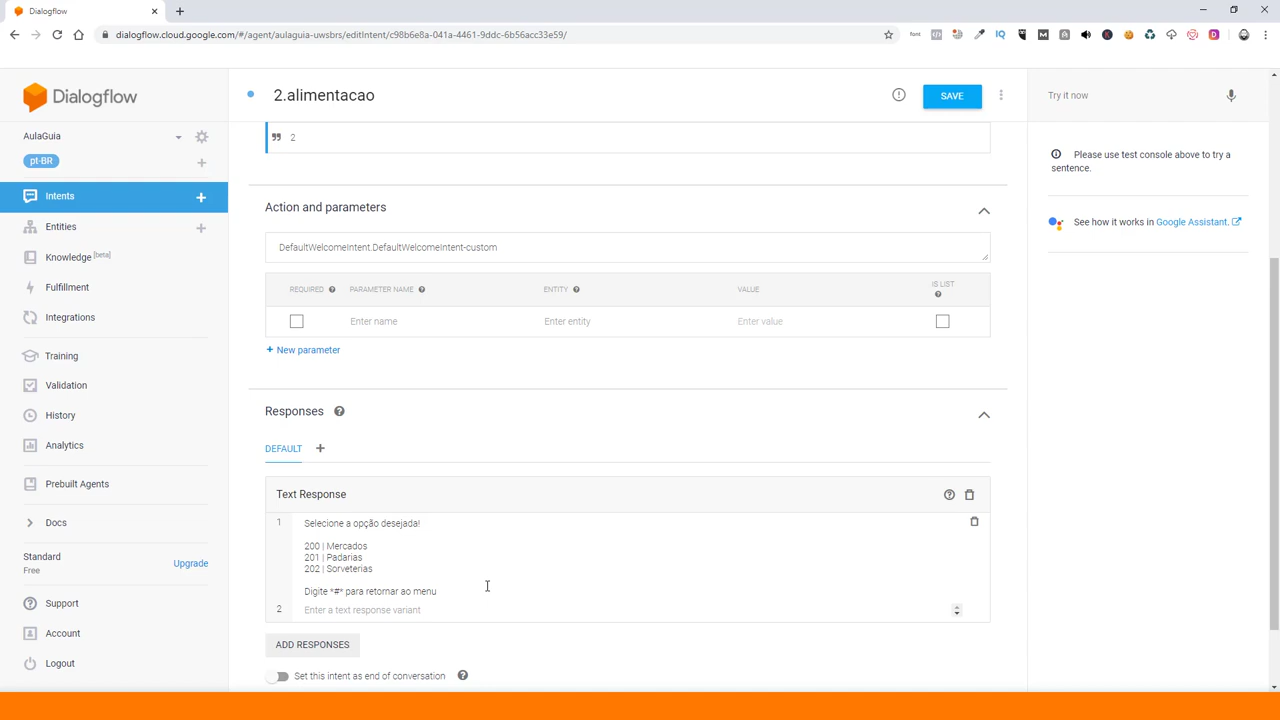 Dialogflow
dialogflow.cloud.google.com/#/agent/aulaguia-uwsbrs/editIntent/c98b6e8a-041a-4461-9ddc-6b56acc33e59/
Dialogflow
AulaGuia
pt-BR
Intents
Entities
Knowledge [beta]
Fulfillment
Integrations
Training
Validation
History
Analytics
Prebuilt Agents
Docs
Standard
Free
Upgrade
Support
Account
Logout
2.alimentacao
SAVE
2
Action and parameters
DefaultWelcomeIntent.DefaultWelcomeIntent-custom
REQUIRED
PARAMETER NAME
ENTITY
VALUE
IS LIST
Enter name
Enter entity
Enter value
+ New parameter
Responses
DEFAULT
Text Response
1
Selecione a opção desejada!
200 | Mercados
201 | Padarias
202 | Sorveterias
Digite *#* para retornar ao menu
2
Enter a text response variant
ADD RESPONSES
Set this intent as end of conversation
Try it now
Please use test console above to try a
sentence.
See how it works in Google Assistant.